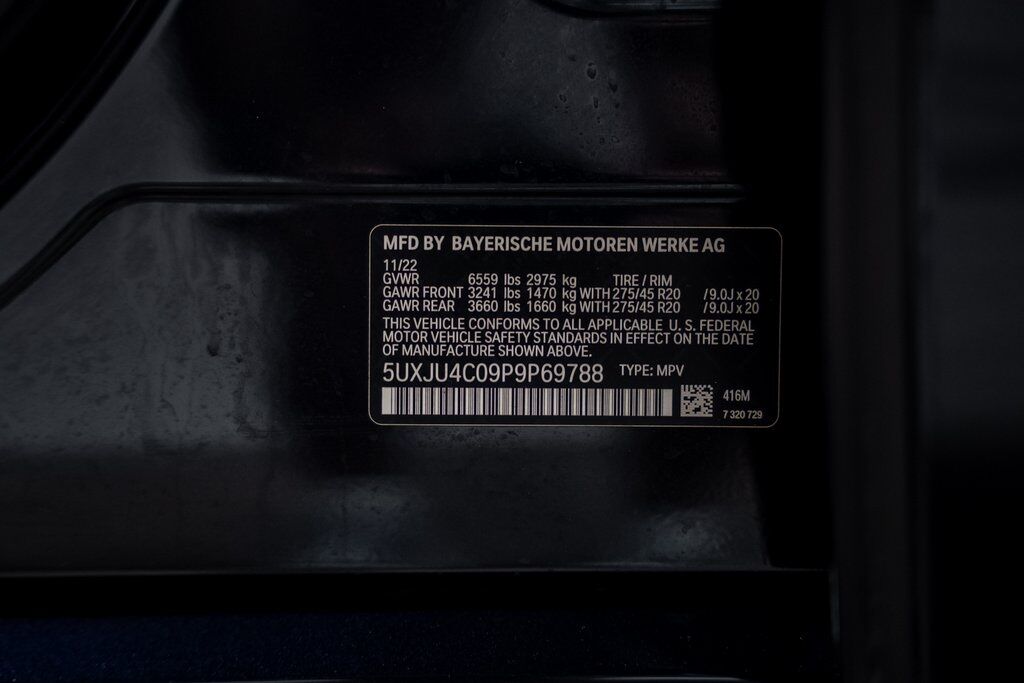 MFD BY BAYERISCHE MOTOREN WERKE AG
11/22
GVWR 6559 lbs 2975 kg TIRE / RIM
GAWR FRONT 3241 lbs 1470 kg WITH 275/45 R20 / 9.0J x 20
GAWR REAR 3660 lbs 1660 kg WITH 275/45 R20 / 9.0J x 20
THIS VEHICLE CONFORMS TO ALL APPLICABLE U. S. FEDERAL
MOTOR VEHICLE SAFETY STANDARDS IN EFFECT ON THE DATE
OF MANUFACTURE SHOWN ABOVE.
5UXJU4C09P9P69788 TYPE: MPV
416M
7 320 729